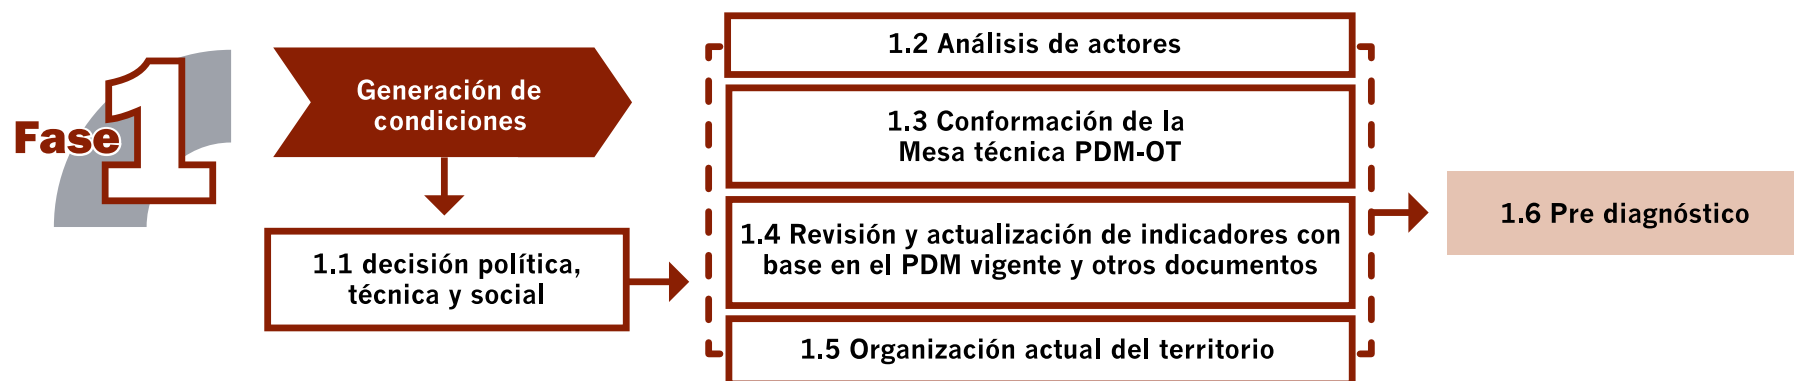 Fase 1
Generación de
condiciones
1.1 decisión política,
técnica y social
1.2 Análisis de actores
1.3 Conformación de la
Mesa técnica PDM-OT
1.4 Revisión y actualización de indicadores con
base en el PDM vigente y otros documentos
1.5 Organización actual del territorio
1.6 Pre diagnóstico